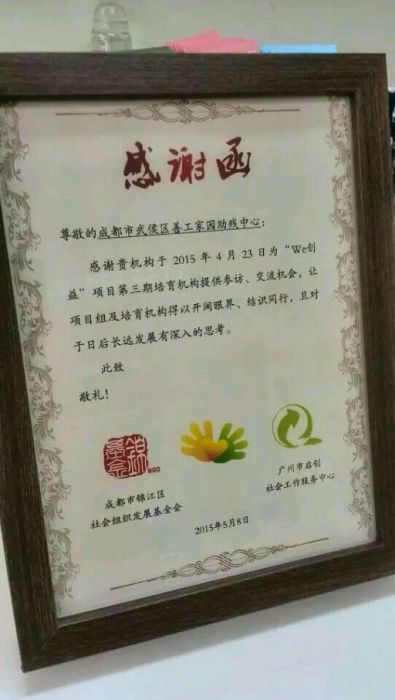 感谢函
尊敬的成都市武侯区善工家园助残中心：
感谢贵机构于 2015 年 4 月 23 日为“We创
益”项目第三期培育机构提供参访、交流机会，让
项目组及培育机构得以开阔眼界、结识同行，且对
于日后长远发展有深入的思考。
此致
敬礼！
锦基金
NGO
成都市锦江区
社会组织发展基金会
广州市启创
社会工作服务中心
2015年5月8日